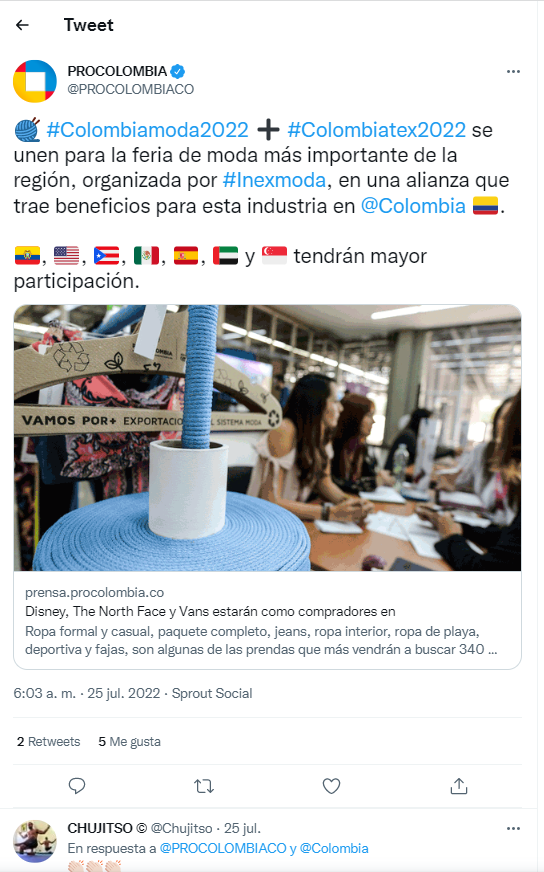 Tweet
PROCOLOMBIA
@PROCOLOMBIACO
#Colombiamoda2022 ➕ #Colombiatex2022 se
unen para la feria de moda más importante de la
región, organizada por #Inexmoda, en una alianza que
trae beneficios para esta industria en @Colombia 🇨🇴.
🇪🇨, 🇺🇸, 🇵🇷, 🇲🇽, 🇪🇸, 🇦🇪 y 🇸🇬 tendrán mayor
participación.
VAMOS POR+ EXPORTACIO
SISTEMA MODA
prensa.procolombia.co
Disney, The North Face y Vans estarán como compradores en
Ropa formal y casual, paquete completo, jeans, ropa interior, ropa de playa,
deportiva y fajas, son algunas de las prendas que más vendrán a buscar 340 ...
6:03 a. m. · 25 jul. 2022 · Sprout Social
2 Retweets 5 Me gusta
CHUJITSO © @Chujitso · 25 jul.
En respuesta a @PROCOLOMBIACO y @Colombia